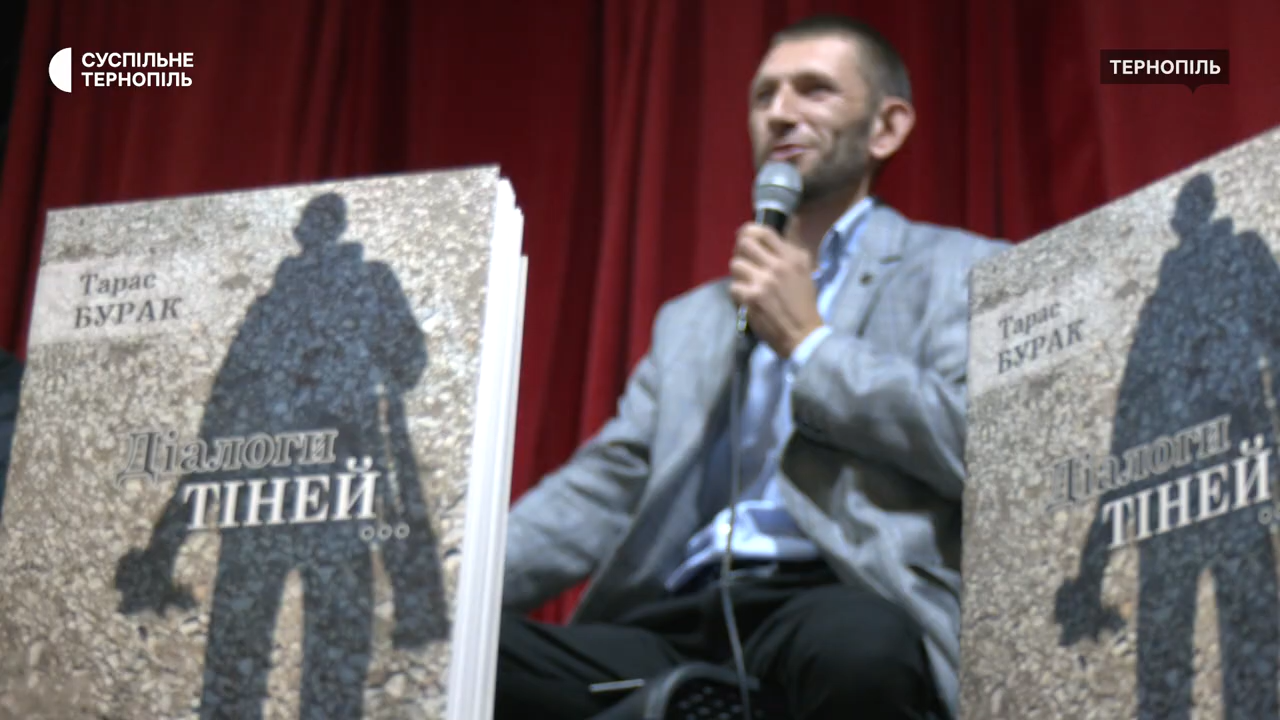 СУСПІЛЬНЕ
ТЕРНОПІЛЬ
ТЕРНОПІЛЬ
Тарас
БУРАК
Діалоги
ТІНЕЙ...
Тарас
БУРАК
Діалоги
ТІНЕЙ